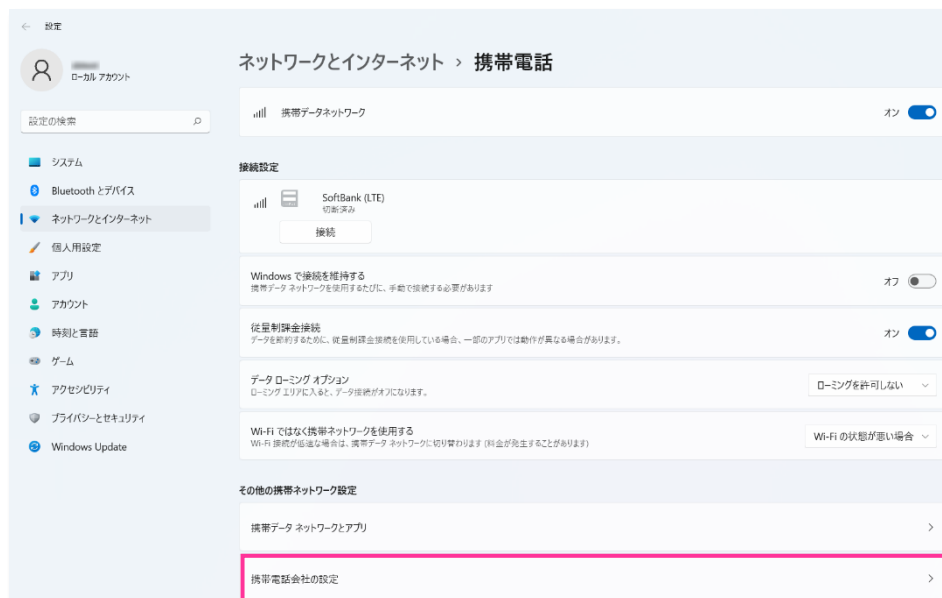 設定
ローカル アカウント
設定の検索
システム
Bluetooth とデバイス
ネットワークとインターネット
個人用設定
アプリ
アカウント
時刻と言語
ゲーム
アクセシビリティ
プライバシーとセキュリティ
Windows Update
ネットワークとインターネット › 携帯電話
携帯データネットワーク
オン
接続設定
SoftBank (LTE)
切断済み
接続
Windows で接続を維持する
携帯データ ネットワークを使用するたびに、手動で接続する必要があります
オフ
従量制課金接続
データを節約するために、従量制課金接続を使用している場合、一部のアプリでは動作が異なる場合があります。
オン
データ ローミング オプション
ローミング エリアに入ると、データ接続がオフになります。
ローミングを許可しない
Wi-Fi ではなく携帯ネットワークを使用する
Wi-Fi 接続が低速な場合は、携帯データ ネットワークに切り替わります (料金が発生することがあります)
Wi-Fi の状態が悪い場合
その他の携帯ネットワーク設定
携帯データ ネットワークとアプリ
携帯電話会社の設定